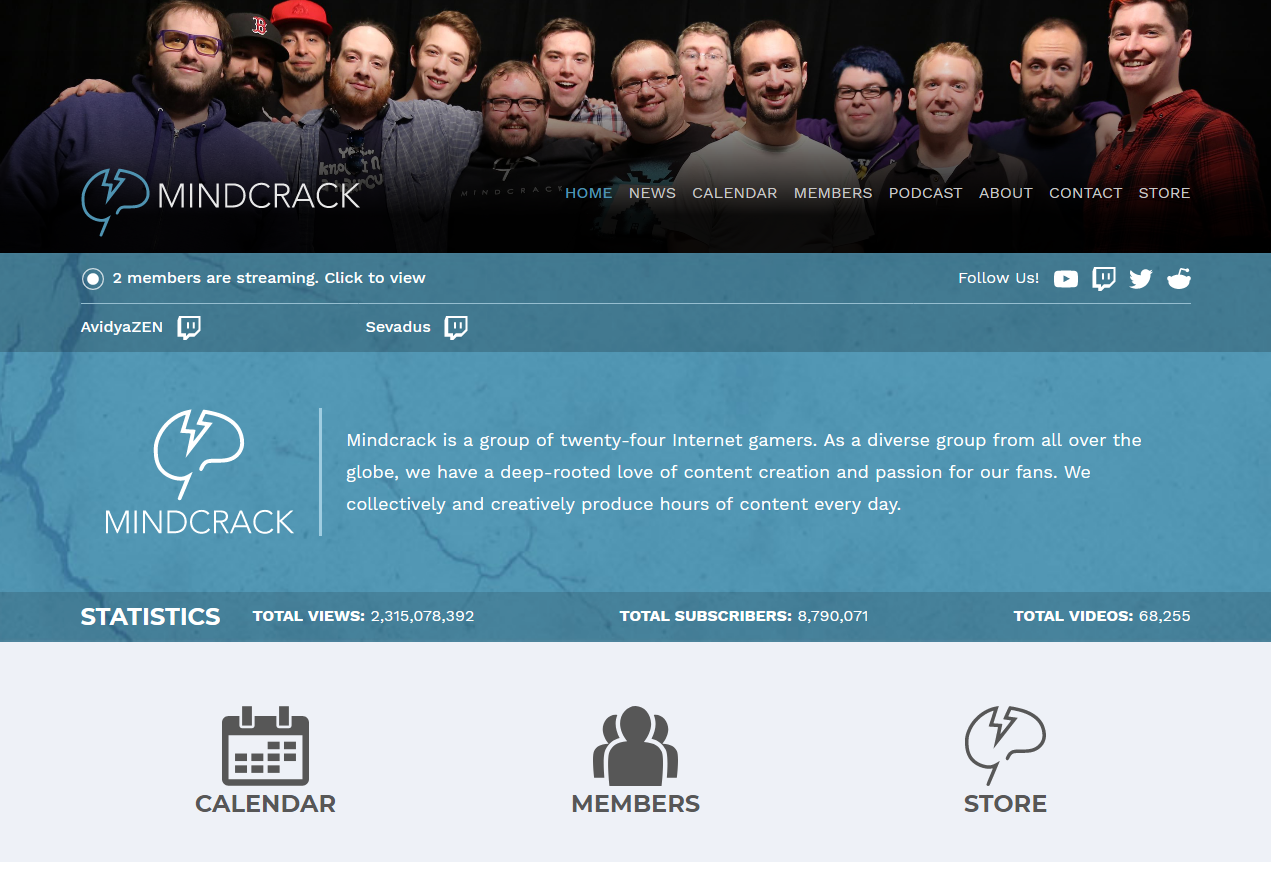 B
MINDCRACK
MINDCRACK
HOME NEWS CALENDAR MEMBERS PODCAST ABOUT CONTACT STORE
2 members are streaming. Click to view
Follow Us!
AvidyaZEN
Sevadus
Mindcrack is a group of twenty-four Internet gamers. As a diverse group from all over the
globe, we have a deep-rooted love of content creation and passion for our fans. We
collectively and creatively produce hours of content every day.
MINDCRACK
STATISTICS TOTAL VIEWS: 2,315,078,392 TOTAL SUBSCRIBERS: 8,790,071 TOTAL VIDEOS: 68,255
CALENDAR
MEMBERS
STORE